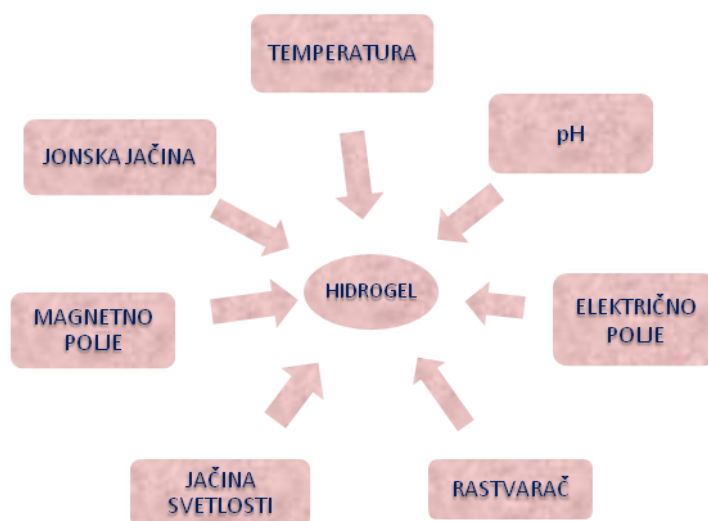 TEMPERATURA
pH
JONSKA JAČINA
HIDROGEL
MAGNETNO
POLJE
ELEKTRIČNO
POLJE
JAČINA
SVETLOSTI
RASTVARAČ